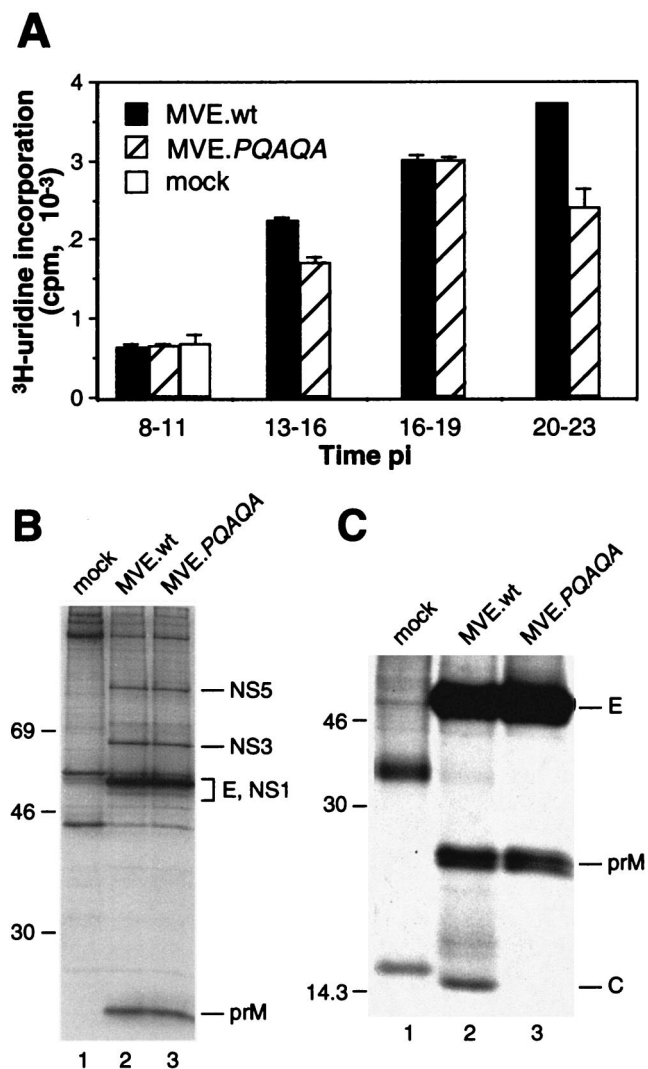 A
³H-uridine incorporation
(cpm, 10⁻³)
4
3
2
1
0
MVE.wt
MVE.PQAQA
mock
8-11
13-16
16-19
20-23
Time pi
B
mock
MVE.wt
MVE.PQAQA
69
46
30
NS5
NS3
E, NS1
prM
1
2
3
C
mock
MVE.wt
MVE.PQAQA
46
30
14.3
E
prM
C
1
2
3